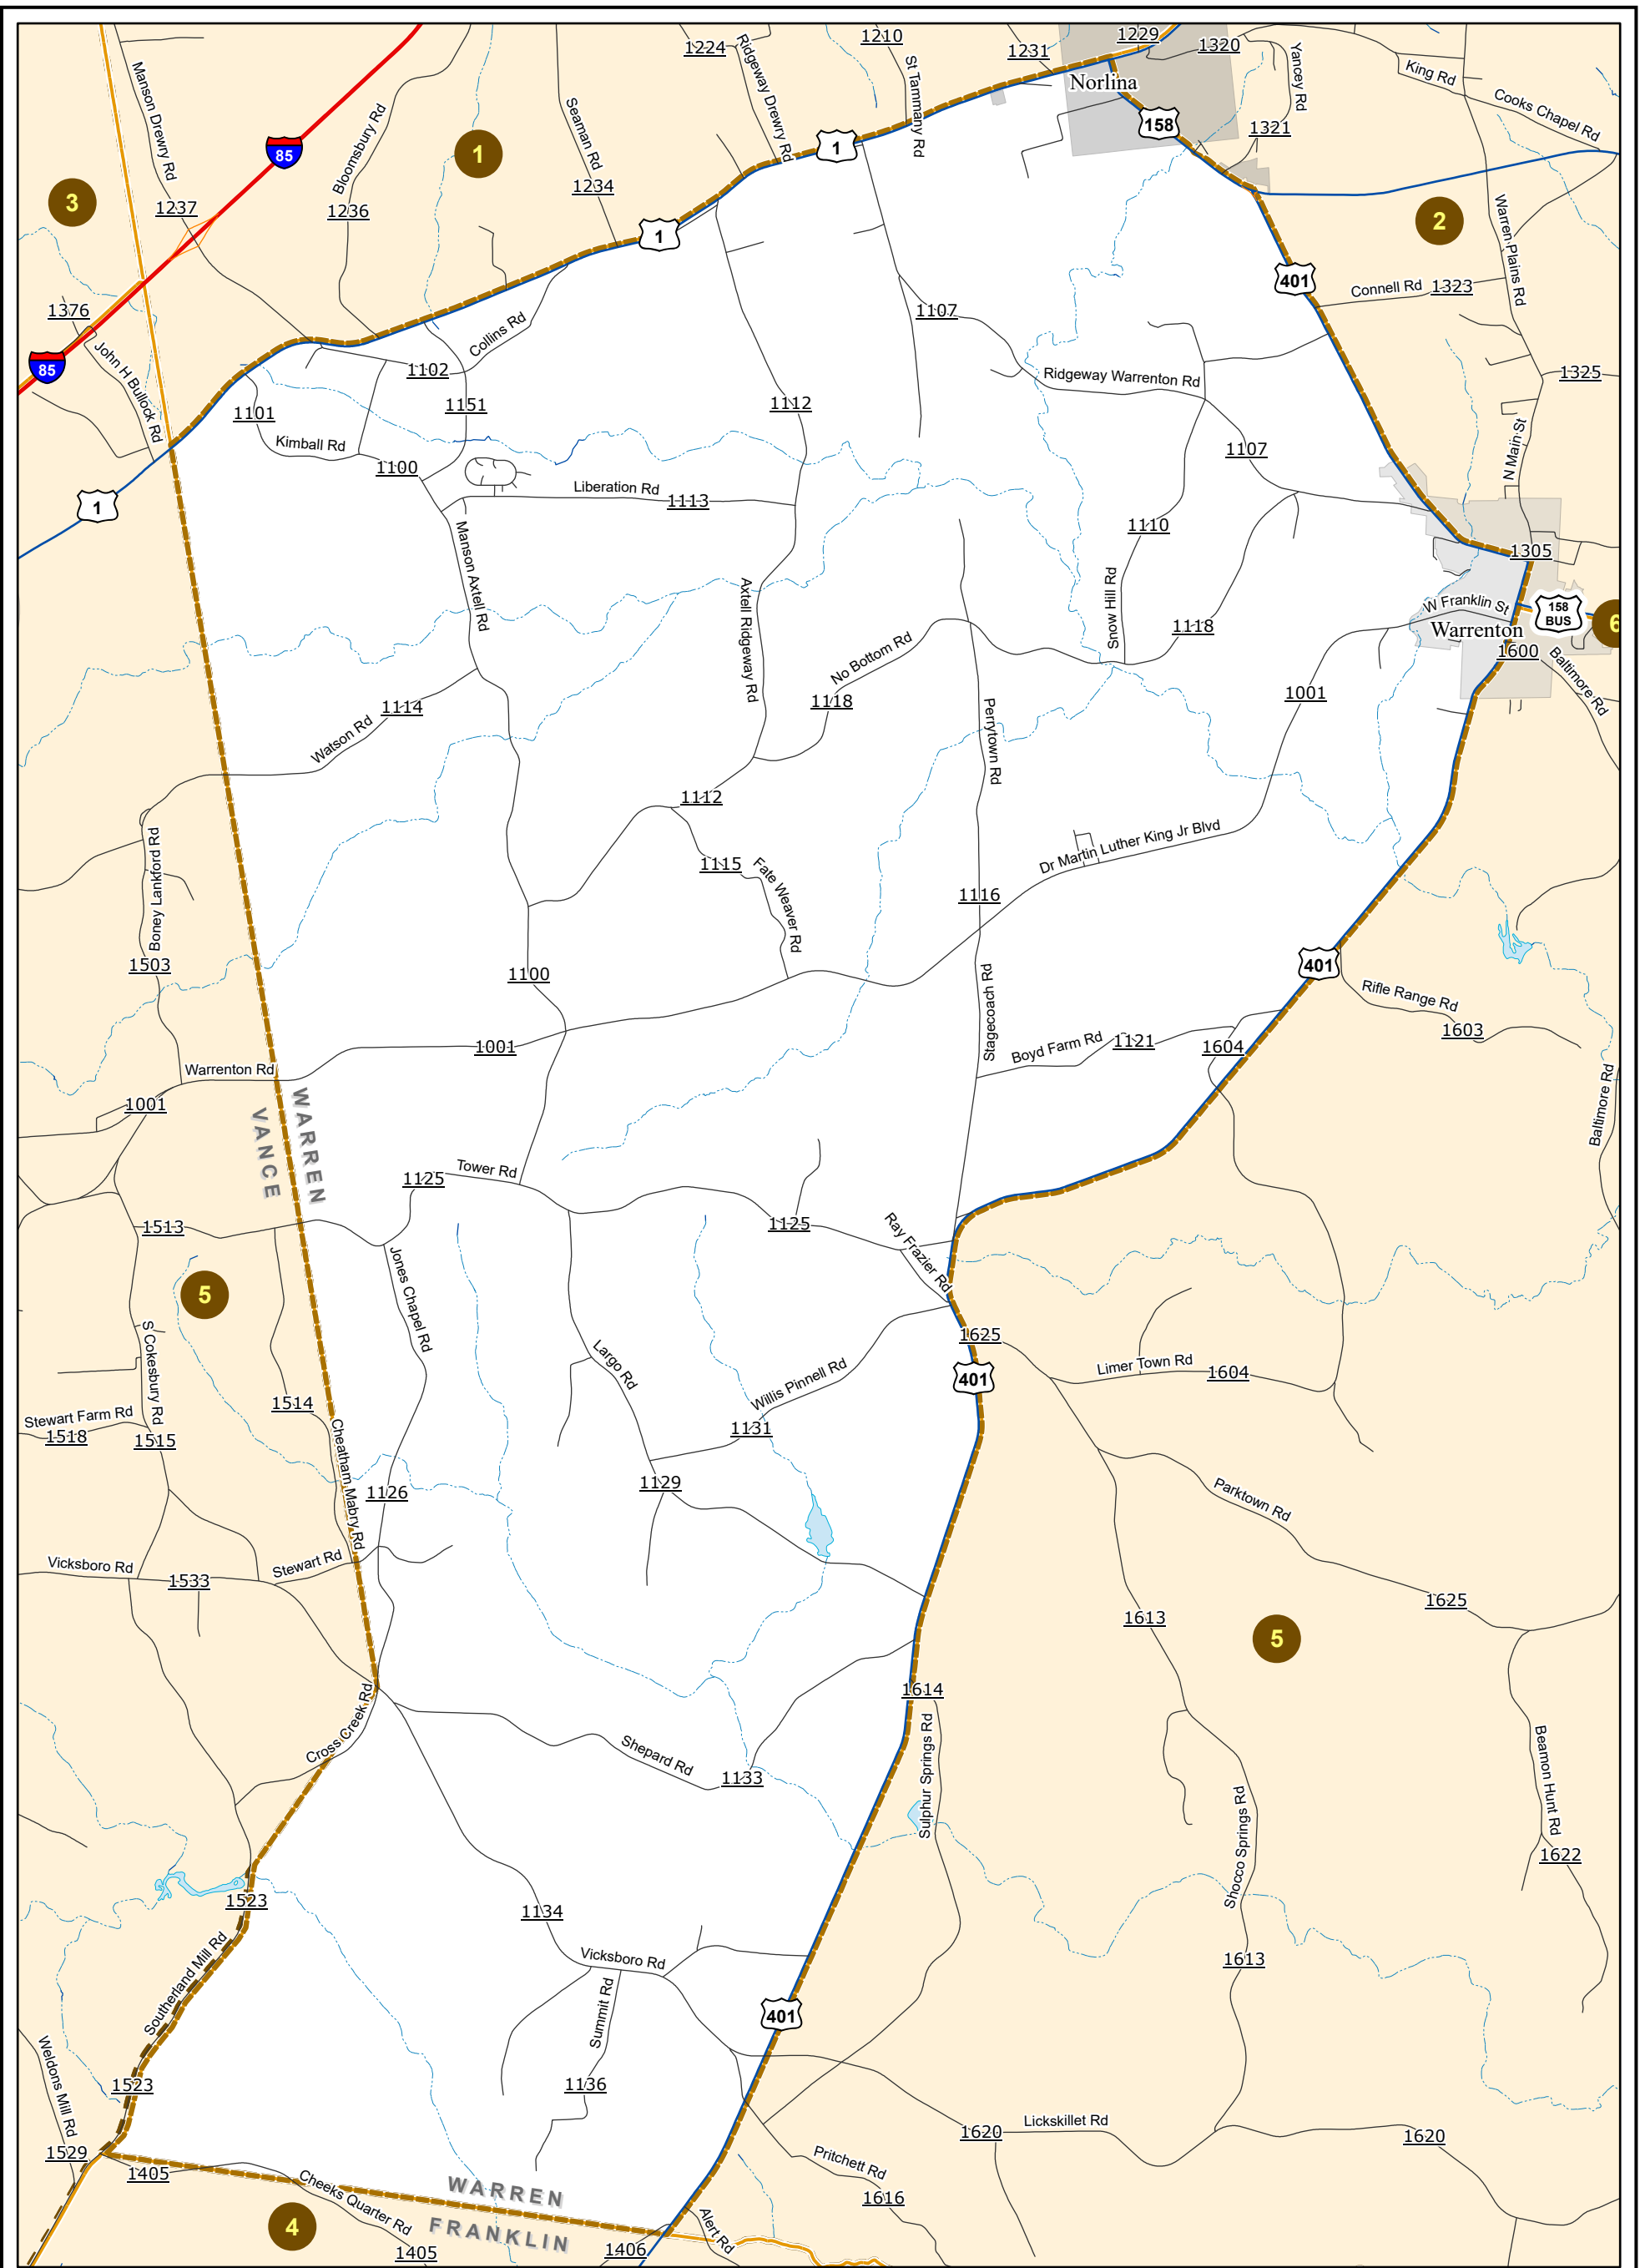 1224
Ridgeway Drewry Rd
1210
St Tammany Rd
1231
1229
1320
Norlina
Yancey Rd
King Rd
Cooks Chapel Rd
Manson Drewry Rd
Bloomsbury Rd
Seaman Rd
85
1
1
158
1321
3
1237
1236
1234
1
2
Warren Plains Rd
401
Connell Rd
1323
1376
1107
Collins Rd
85
John H Bullock Rd
1102
Ridgeway Warrenton Rd
1325
1101
1151
1112
Kimball Rd
1107
N Main St
1100
Liberation Rd
1113
1
Manson Axtell Rd
1110
1305
Axtell Ridgeway Rd
Snow Hill Rd
W Franklin St
158
BUS
6
Warrenton
1118
No Bottom Rd
1600
Baltimore Rd
1001
1114
1118
Watson Rd
Perrytown Rd
1112
Boney Lankford Rd
Dr Martin Luther King Jr Blvd
1115
Fate Weaver Rd
1116
1503
1100
401
Stagecoach Rd
Rifle Range Rd
1603
Boyd Farm Rd
1121
1604
1001
Warrenton Rd
1001
Baltimore Rd
WARREN
VANCE
Tower Rd
1125
1513
1125
Ray Frazier Rd
Jones Chapel Rd
5
1625
S Cokesbury Rd
Largo Rd
Willis Pinnell Rd
Limer Town Rd
1604
401
1514
Stewart Farm Rd
1518
1515
1131
Cheatham Mabry Rd
1129
1126
Parktown Rd
Vicksboro Rd
Stewart Rd
1533
1625
1613
5
1614
Cross Creek Rd
Shepard Rd
Sulphur Springs Rd
Beamon Hunt Rd
1133
Shocco Springs Rd
1622
1523
1134
Southerland Mill Rd
Vicksboro Rd
1613
Summit Rd
401
Weldons Mill Rd
1523
1136
Lickskillet Rd
1620
1620
1529
1405
Pritchett Rd
WARREN
Cheeks Quarter Rd
1616
4
FRANKLIN
Alert Rd
1405
1406